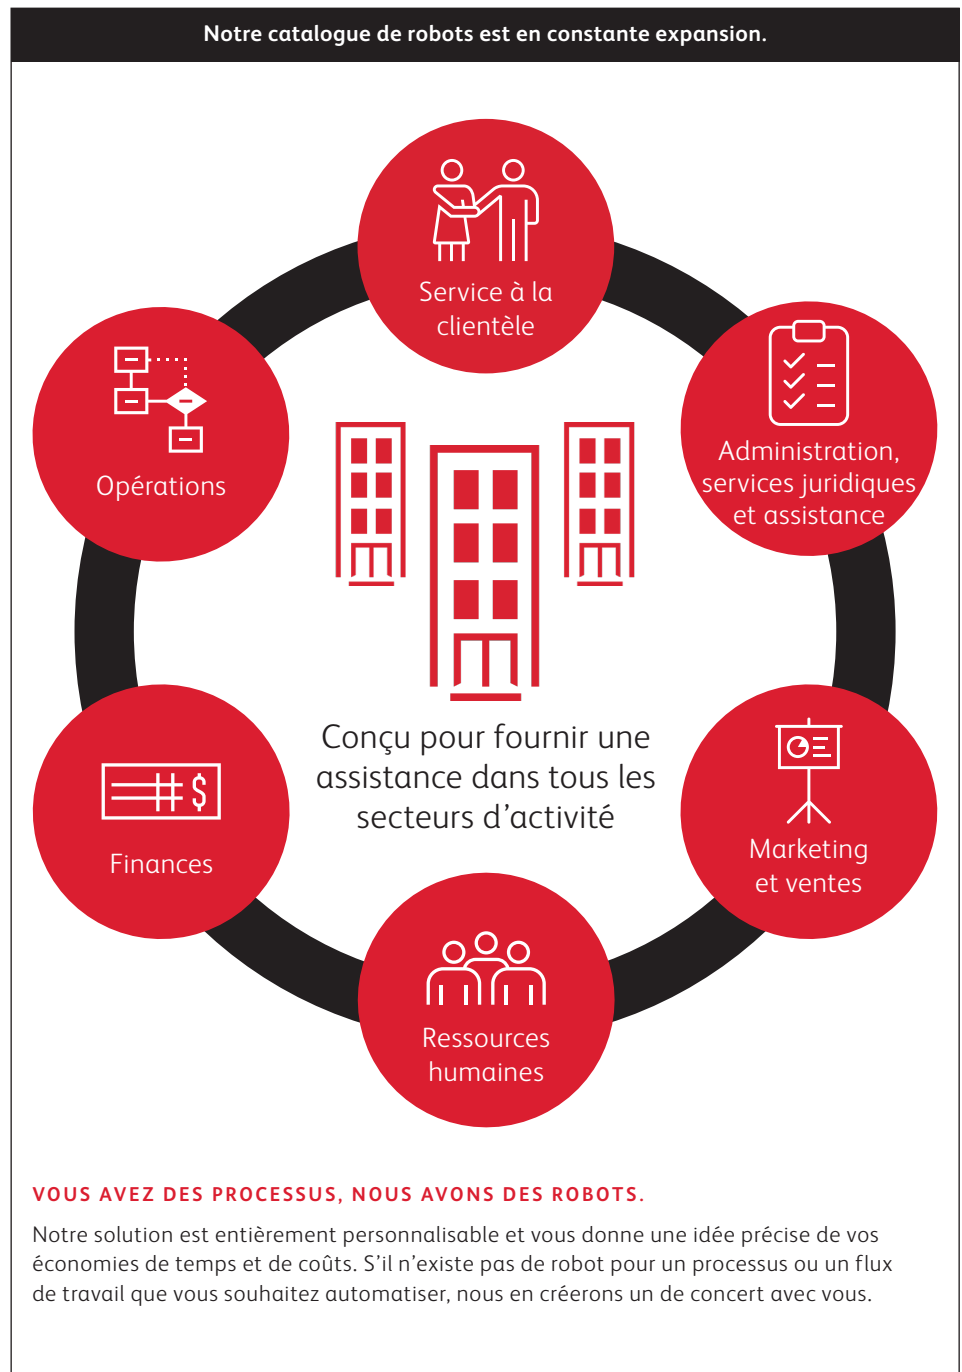 Notre catalogue de robots est en constante expansion.
Service à la
clientèle
Opérations
Administration,
services juridiques
et assistance
Conçu pour fournir une
assistance dans tous les
secteurs d’activité
Finances
$
Marketing
et ventes
Ressources
humaines
VOUS AVEZ DES PROCESSUS, NOUS AVONS DES ROBOTS.
Notre solution est entièrement personnalisable et vous donne une idée précise de vos
économies de temps et de coûts. S’il n’existe pas de robot pour un processus ou un flux
de travail que vous souhaitez automatiser, nous en créerons un de concert avec vous.